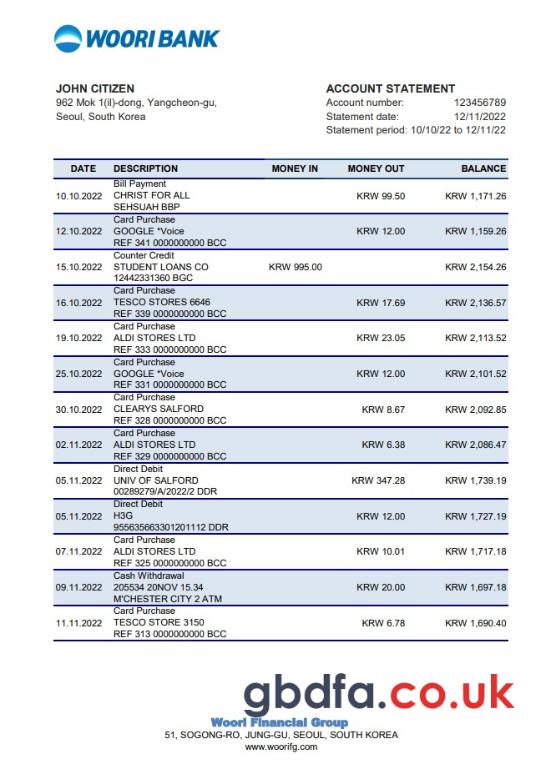 WOORI BANK
JOHN CITIZEN
962 Mok 1(il)-dong, Yangcheon-gu,
Seoul, South Korea
ACCOUNT STATEMENT
Account number: 123456789
Statement date: 12/11/2022
Statement period: 10/10/22 to 12/11/22
DATE DESCRIPTION MONEY IN MONEY OUT BALANCE
Bill Payment
10.10.2022 CHRIST FOR ALL KRW 99.50 KRW 1,171.26
SEHSUAH BBP
Card Purchase
12.10.2022 GOOGLE *Voice KRW 12.00 KRW 1,159.26
REF 341 0000000000 BCC
Counter Credit
15.10.2022 STUDENT LOANS CO KRW 995.00 KRW 2,154.26
12442331360 BGC
Card Purchase
16.10.2022 TESCO STORES 6646 KRW 17.69 KRW 2,136.57
REF 339 0000000000 BCC
Card Purchase
19.10.2022 ALDI STORES LTD KRW 23.05 KRW 2,113.52
REF 333 0000000000 BCC
Card Purchase
25.10.2022 GOOGLE *Voice KRW 12.00 KRW 2,101.52
REF 331 0000000000 BCC
Card Purchase
30.10.2022 CLEARYS SALFORD KRW 8.67 KRW 2,092.85
REF 328 0000000000 BCC
Card Purchase
02.11.2022 ALDI STORES LTD KRW 6.38 KRW 2,086.47
REF 329 0000000000 BCC
Direct Debit
05.11.2022 UNIV OF SALFORD KRW 347.28 KRW 1,739.19
00289279/A/2022/2 DDR
Direct Debit
05.11.2022 H3G KRW 12.00 KRW 1,727.19
955635663301201112 DDR
Card Purchase
07.11.2022 ALDI STORES LTD KRW 10.01 KRW 1,717.18
REF 325 0000000000 BCC
Cash Withdrawal
09.11.2022 205534 20NOV 15.34 KRW 20.00 KRW 1,697.18
M'CHESTER CITY 2 ATM
Card Purchase
11.11.2022 TESCO STORE 3150 KRW 6.78 KRW 1,690.40
REF 313 0000000000 BCC
gbdfa.co.uk
Woori Financial Group
51, SOGONG-RO, JUNG-GU, SEOUL, SOUTH KOREA
www.woorifg.com